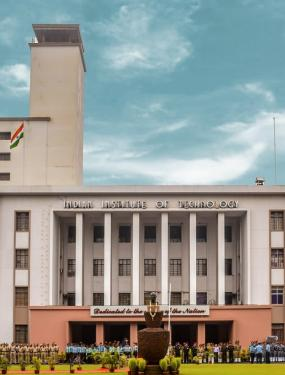 INDIAN INSTITUTE OF TECHNOLOGY
Dedicated to the service of the Nation